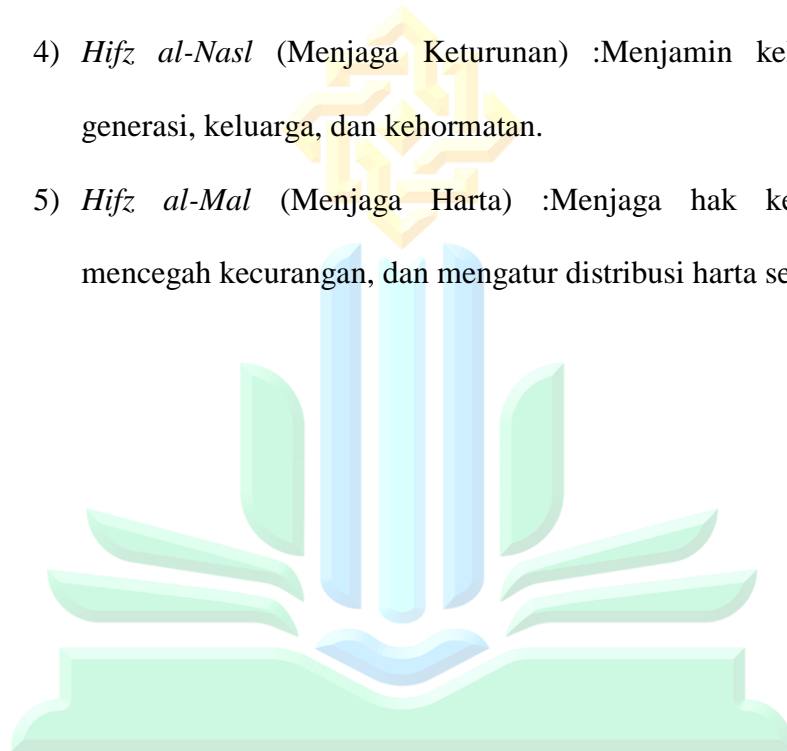 4) Hifz al-Nasl (Menjaga Keturunan) :Menjamin
generasi, keluarga, dan kehormatan.
5) Hifz al-Mal (Menjaga Harta) :Menjaga hak
mencegah kecurangan, dan mengatur distribusi harta